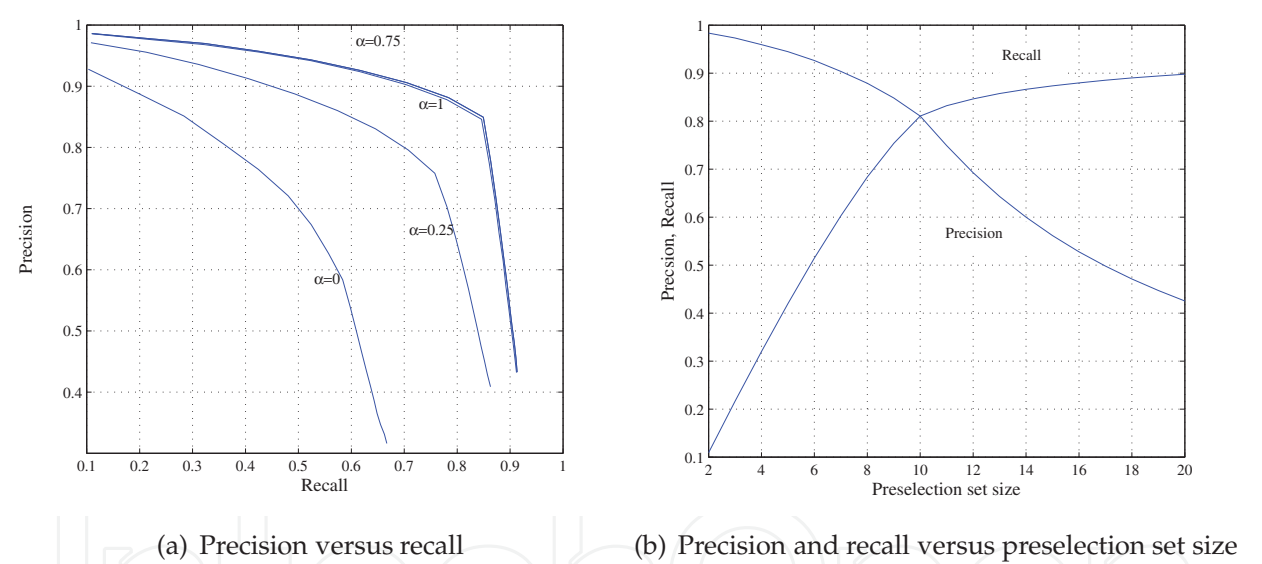 1
0.9
0.8
0.7
0.6
0.5
0.4
Precision
0.1 0.2 0.3 0.4 0.5 0.6 0.7 0.8 0.9 1
Recall
α=0.75
α=1
α=0.25
α=0
(a) Precision versus recall
1
0.9
0.8
0.7
0.6
0.5
0.4
0.3
0.2
0.1
Precsion, Recall
2 4 6 8 10 12 14 16 18 20
Preselection set size
Recall
Precision
(b) Precision and recall versus preselection set size